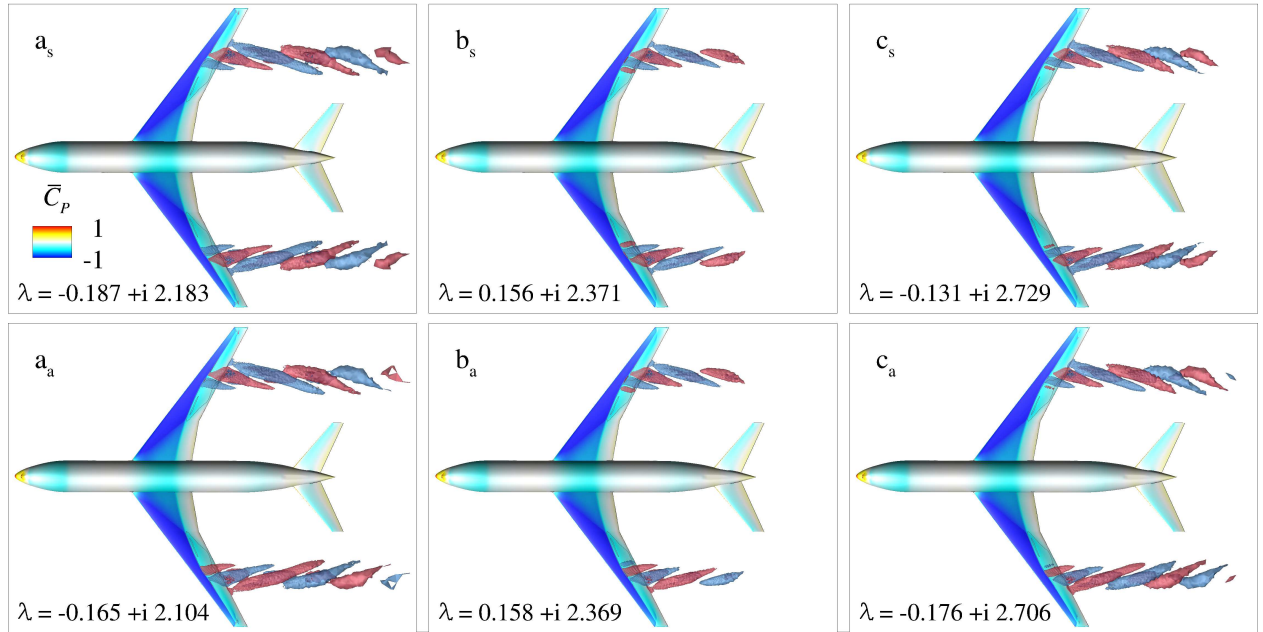 a_s
b_s
c_s
C̄_P
1
-1
λ = -0.187 +i 2.183
λ = 0.156 +i 2.371
λ = -0.131 +i 2.729
a_a
b_a
c_a
λ = -0.165 +i 2.104
λ = 0.158 +i 2.369
λ = -0.176 +i 2.706